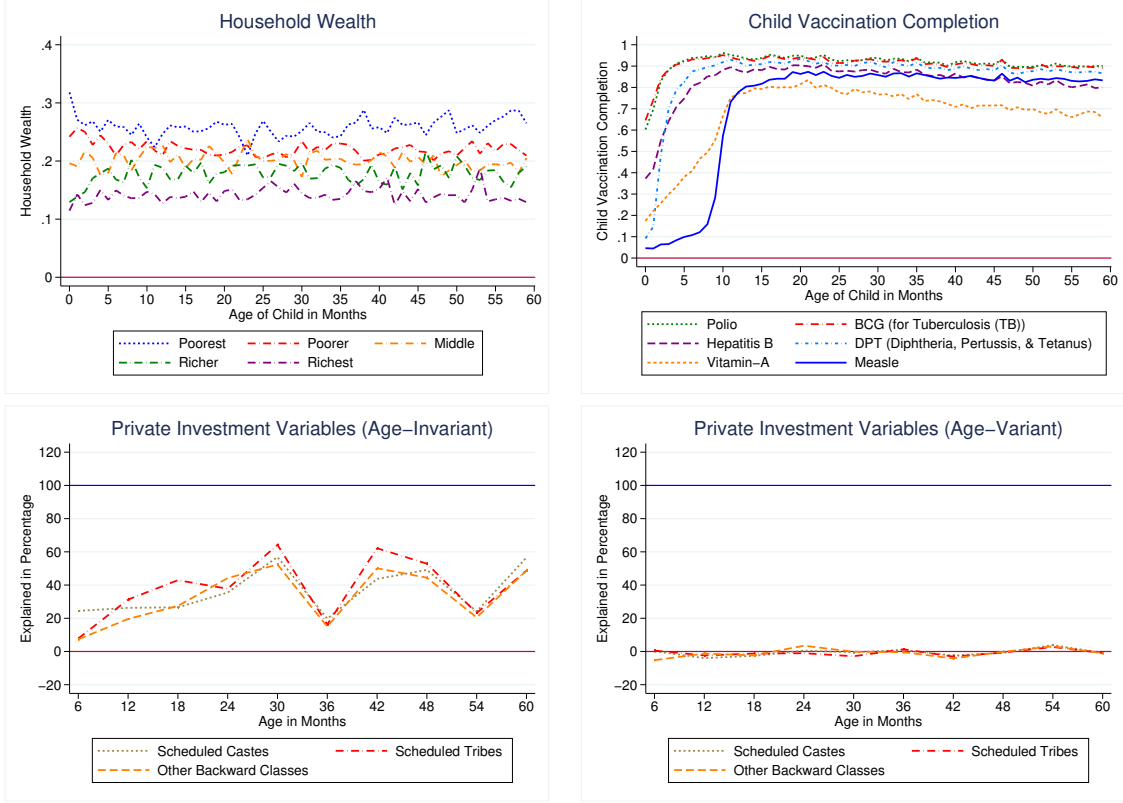 Household Wealth
.4
.3
.2
.1
0
Household Wealth
0 5 10 15 20 25 30 35 40 45 50 55 60
Age of Child in Months
Poorest Poorer Middle
Richer Richest
Child Vaccination Completion
1
.9
.8
.7
.6
.5
.4
.3
.2
.1
0
Child Vaccination Completion
0 5 10 15 20 25 30 35 40 45 50 55 60
Age of Child in Months
Polio BCG (for Tuberculosis (TB))
Hepatitis B DPT (Diphtheria, Pertussis, & Tetanus)
Vitamin−A Measle
Private Investment Variables (Age−Invariant)
120
100
80
60
40
20
0
−20
Explained in Percentage
6 12 18 24 30 36 42 48 54 60
Age in Months
Scheduled Castes Scheduled Tribes
Other Backward Classes
Private Investment Variables (Age−Variant)
120
100
80
60
40
20
0
−20
Explained in Percentage
6 12 18 24 30 36 42 48 54 60
Age in Months
Scheduled Castes Scheduled Tribes
Other Backward Classes